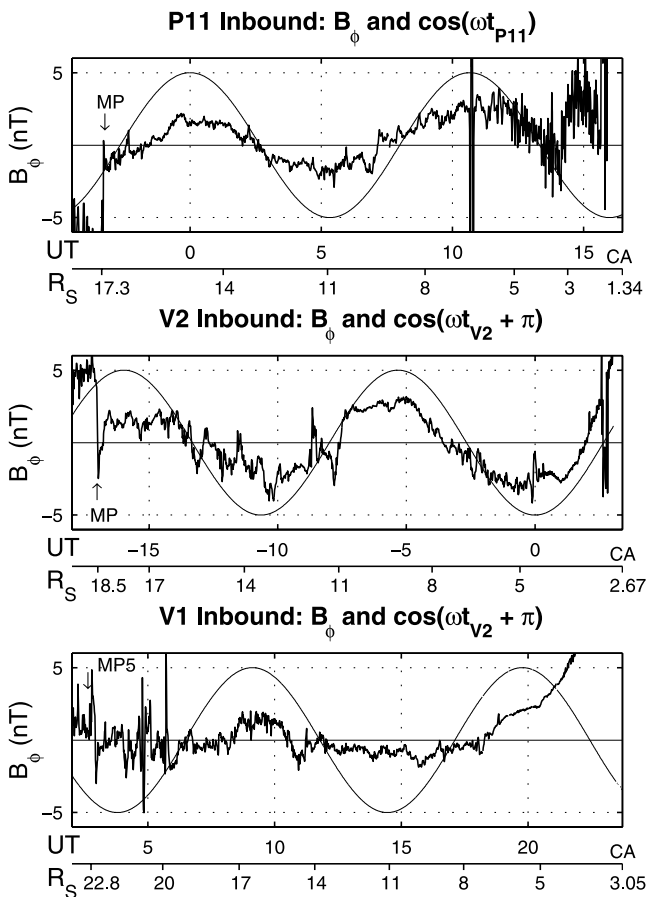 P11 Inbound: B_ϕ and cos(ωt_P11)
5
MP
B_ϕ (nT)
−5
UT 0 5 10 15 CA
R_S 17.3 14 11 8 5 3 1.34
V2 Inbound: B_ϕ and cos(ωt_V2 + π)
5
0
B_ϕ (nT)
MP
−5
UT −15 −10 −5 0 CA
R_S 18.5 17 14 11 8 5 2.67
V1 Inbound: B_ϕ and cos(ωt_V2 + π)
5
MP5
0
B_ϕ (nT)
−5
UT 5 10 15 20 CA
R_S 22.8 20 17 14 11 8 5 3.05